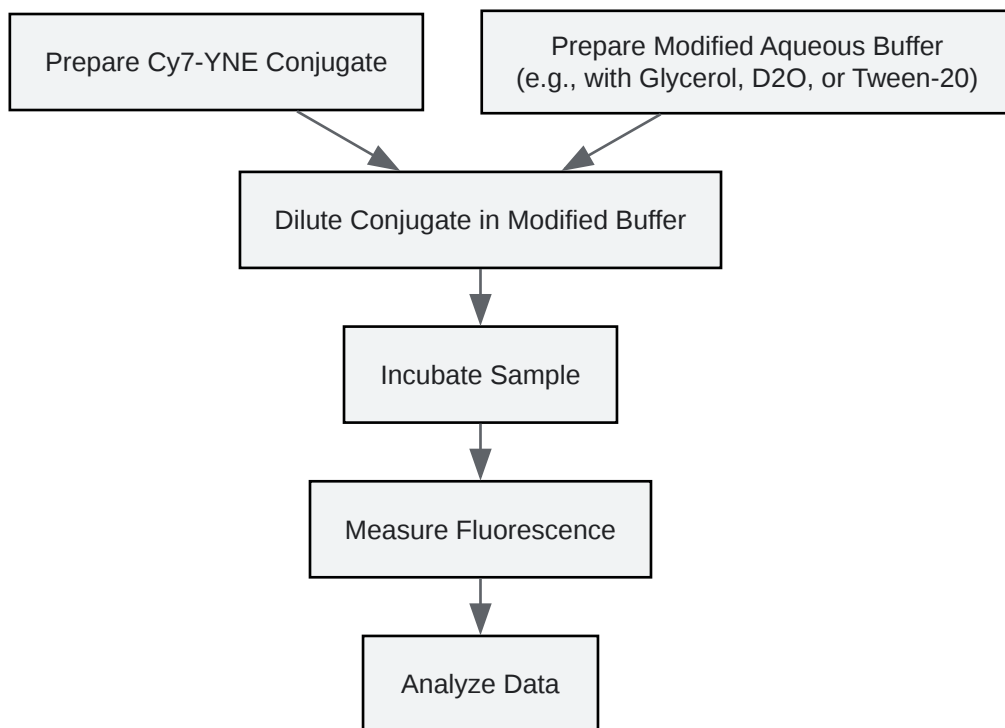 Prepare Cy7-YNE Conjugate
Prepare Modified Aqueous Buffer
(e.g., with Glycerol, D2O, or Tween-20)
Dilute Conjugate in Modified Buffer
Incubate Sample
Measure Fluorescence
Analyze Data